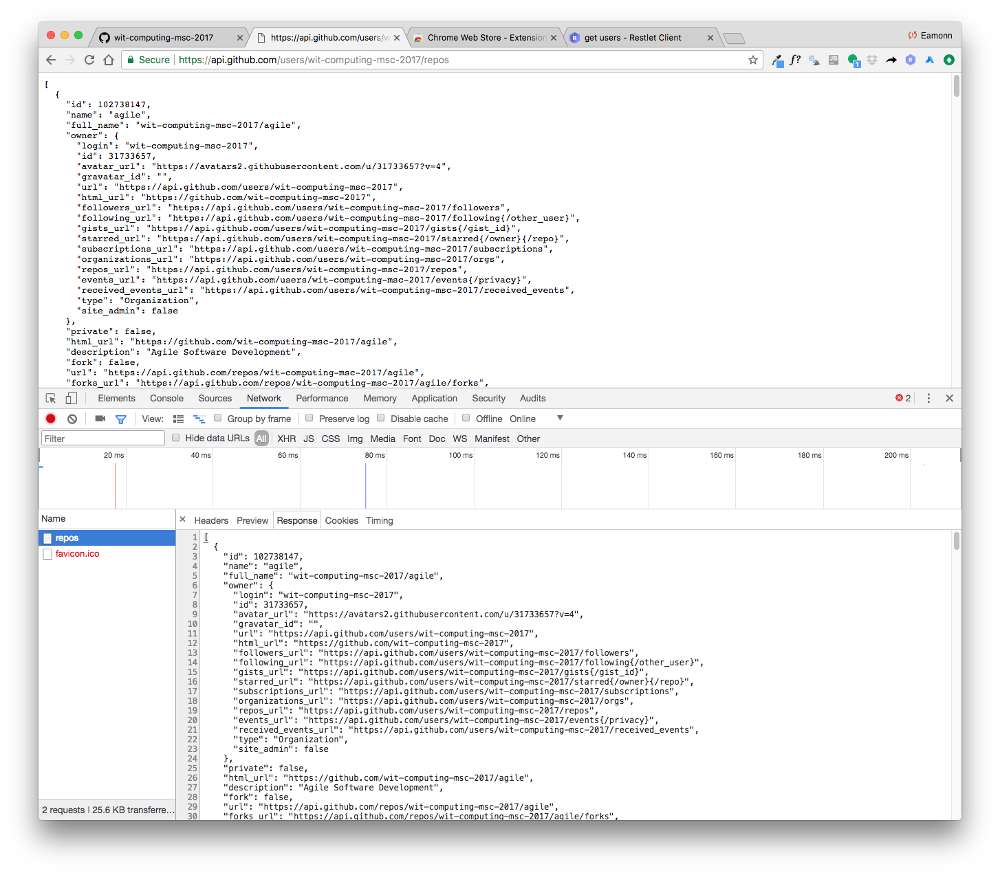 wit-computing-msc-2017
https://api.github.com/users/w
Chrome Web Store - Extension
get users - Restlet Client
Eamonn
Secure | https://api.github.com/users/wit-computing-msc-2017/repos
f?
JB
1
R
[
  {
    "id": 102738147,
    "name": "agile",
    "full_name": "wit-computing-msc-2017/agile",
    "owner": {
      "login": "wit-computing-msc-2017",
      "id": 31733657,
      "avatar_url": "https://avatars2.githubusercontent.com/u/31733657?v=4",
      "gravatar_id": "",
      "url": "https://api.github.com/users/wit-computing-msc-2017",
      "html_url": "https://github.com/wit-computing-msc-2017",
      "followers_url": "https://api.github.com/users/wit-computing-msc-2017/followers",
      "following_url": "https://api.github.com/users/wit-computing-msc-2017/following{/other_user}",
      "gists_url": "https://api.github.com/users/wit-computing-msc-2017/gists{/gist_id}",
      "starred_url": "https://api.github.com/users/wit-computing-msc-2017/starred{/owner}{/repo}",
      "subscriptions_url": "https://api.github.com/users/wit-computing-msc-2017/subscriptions",
      "organizations_url": "https://api.github.com/users/wit-computing-msc-2017/orgs",
      "repos_url": "https://api.github.com/users/wit-computing-msc-2017/repos",
      "events_url": "https://api.github.com/users/wit-computing-msc-2017/events{/privacy}",
      "received_events_url": "https://api.github.com/users/wit-computing-msc-2017/received_events",
      "type": "Organization",
      "site_admin": false
    },
    "private": false,
    "html_url": "https://github.com/wit-computing-msc-2017/agile",
    "description": "Agile Software Development",
    "fork": false,
    "url": "https://api.github.com/repos/wit-computing-msc-2017/agile",
    "forks_url": "https://api.github.com/repos/wit-computing-msc-2017/agile/forks",
Elements Console Sources Network Performance Memory Application Security Audits 2
View: Group by frame Preserve log Disable cache Offline Online
Filter Hide data URLs All XHR JS CSS Img Media Font Doc WS Manifest Other
20 ms 40 ms 60 ms 80 ms 100 ms 120 ms 140 ms 160 ms 180 ms 200 ms
Name
repos
favicon.ico
2 requests | 25.6 KB transferre...
Headers Preview Response Cookies Timing
1 [
2   {
3     "id": 102738147,
4     "name": "agile",
5     "full_name": "wit-computing-msc-2017/agile",
6     "owner": {
7       "login": "wit-computing-msc-2017",
8       "id": 31733657,
9       "avatar_url": "https://avatars2.githubusercontent.com/u/31733657?v=4",
10       "gravatar_id": "",
11       "url": "https://api.github.com/users/wit-computing-msc-2017",
12       "html_url": "https://github.com/wit-computing-msc-2017",
13       "followers_url": "https://api.github.com/users/wit-computing-msc-2017/followers",
14       "following_url": "https://api.github.com/users/wit-computing-msc-2017/following{/other_user}",
15       "gists_url": "https://api.github.com/users/wit-computing-msc-2017/gists{/gist_id}",
16       "starred_url": "https://api.github.com/users/wit-computing-msc-2017/starred{/owner}{/repo}",
17       "subscriptions_url": "https://api.github.com/users/wit-computing-msc-2017/subscriptions",
18       "organizations_url": "https://api.github.com/users/wit-computing-msc-2017/orgs",
19       "repos_url": "https://api.github.com/users/wit-computing-msc-2017/repos",
20       "events_url": "https://api.github.com/users/wit-computing-msc-2017/events{/privacy}",
21       "received_events_url": "https://api.github.com/users/wit-computing-msc-2017/received_events",
22       "type": "Organization",
23       "site_admin": false
24     },
25     "private": false,
26     "html_url": "https://github.com/wit-computing-msc-2017/agile",
27     "description": "Agile Software Development",
28     "fork": false,
29     "url": "https://api.github.com/repos/wit-computing-msc-2017/agile",
30     "forks_url": "https://api.github.com/repos/wit-computing-msc-2017/agile/forks",